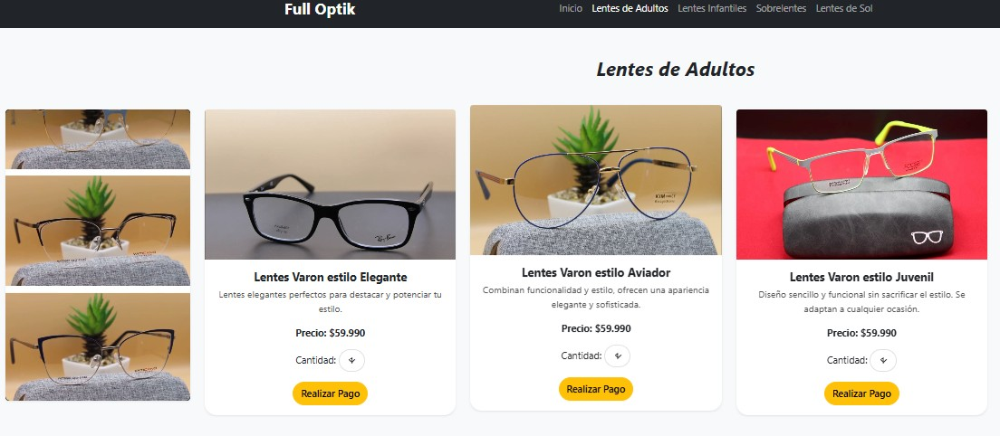 Full Optik
Inicio Lentes de Adultos Lentes Infantiles Sobrelentes Lentes de Sol
Lentes de Adultos
Lentes Varon estilo Elegante
Lentes elegantes perfectos para destacar y potenciar tu
estilo.
Precio: $59.990
Cantidad:
Realizar Pago
Ray-Ban
Lentes Varon estilo Aviador
Combinan funcionalidad y estilo, ofrecen una apariencia
elegante y sofisticada.
Precio: $59.990
Cantidad:
Realizar Pago
Lentes Varon estilo Juvenil
Diseño sencillo y funcional sin sacrificar el estilo. Se
adaptan a cualquier ocasión.
Precio: $59.990
Cantidad:
Realizar Pago